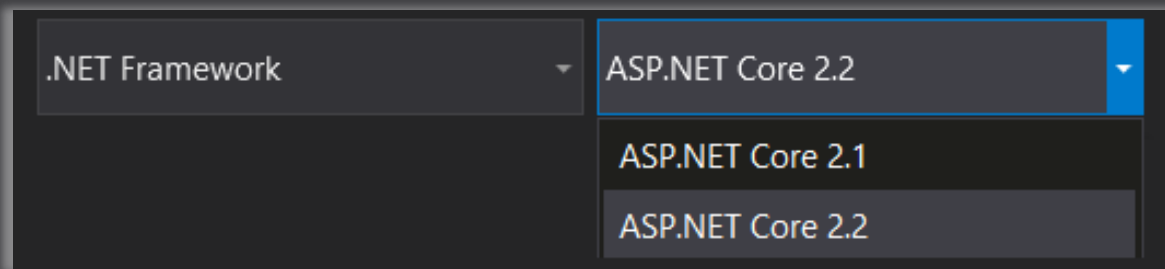 .NET Framework
ASP.NET Core 2.2
ASP.NET Core 2.1
ASP.NET Core 2.2